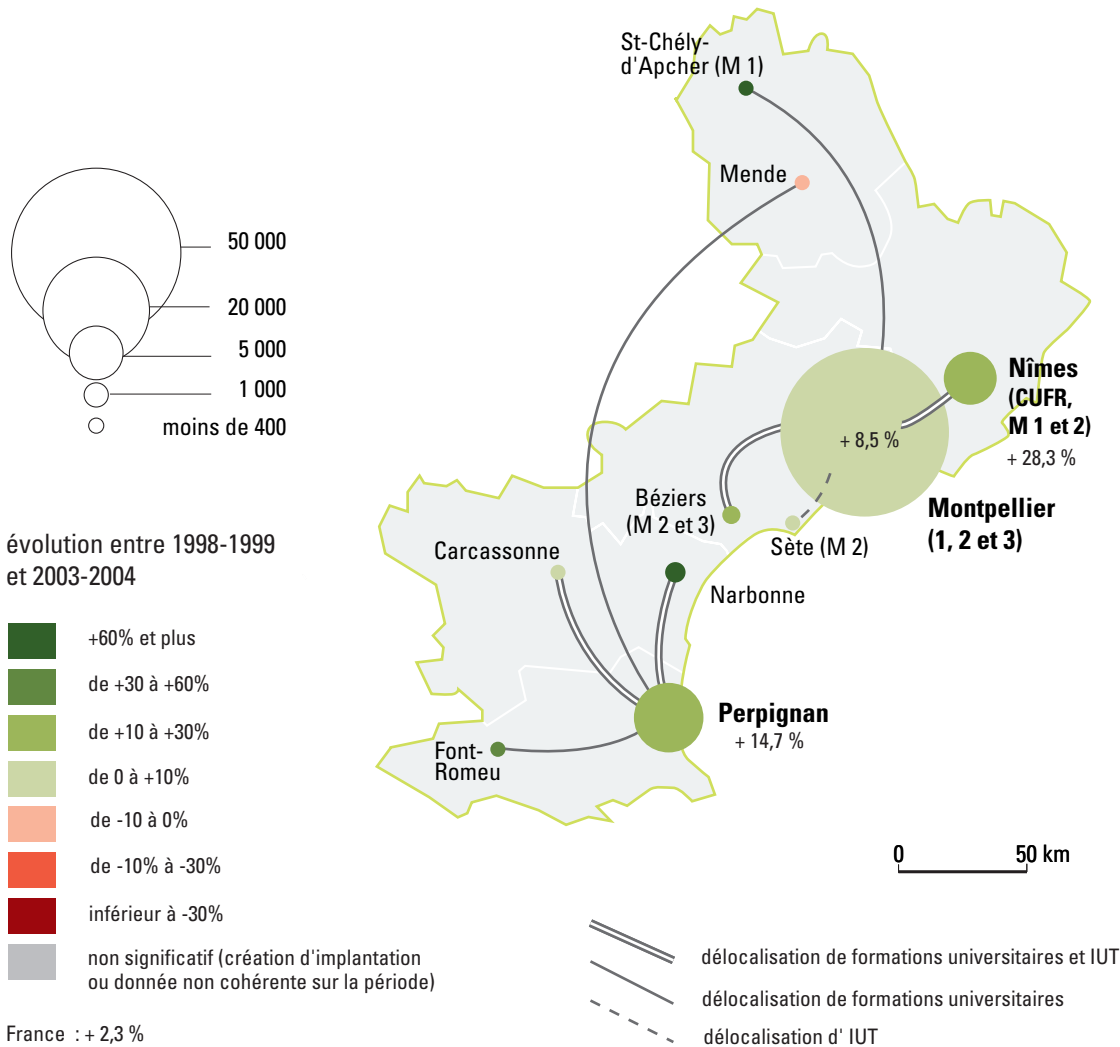 St-Chély-
d'Apcher (M 1)
Mende
50 000
20 000
5 000
1 000
moins de 400
Nîmes
(CUFR,
M 1 et 2)
+ 28,3 %
+ 8,5 %
Montpellier
(1, 2 et 3)
Béziers
(M 2 et 3)
Sète (M 2)
Carcassonne
Narbonne
Perpignan
+ 14,7 %
Font-
Romeu
évolution entre 1998-1999
et 2003-2004
+60% et plus
de +30 à +60%
de +10 à +30%
de 0 à +10%
de -10 à 0%
de -10% à -30%
inférieur à -30%
non significatif (création d'implantation
ou donnée non cohérente sur la période)
France : + 2,3 %
0 50 km
délocalisation de formations universitaires et IUT
délocalisation de formations universitaires
délocalisation d' IUT